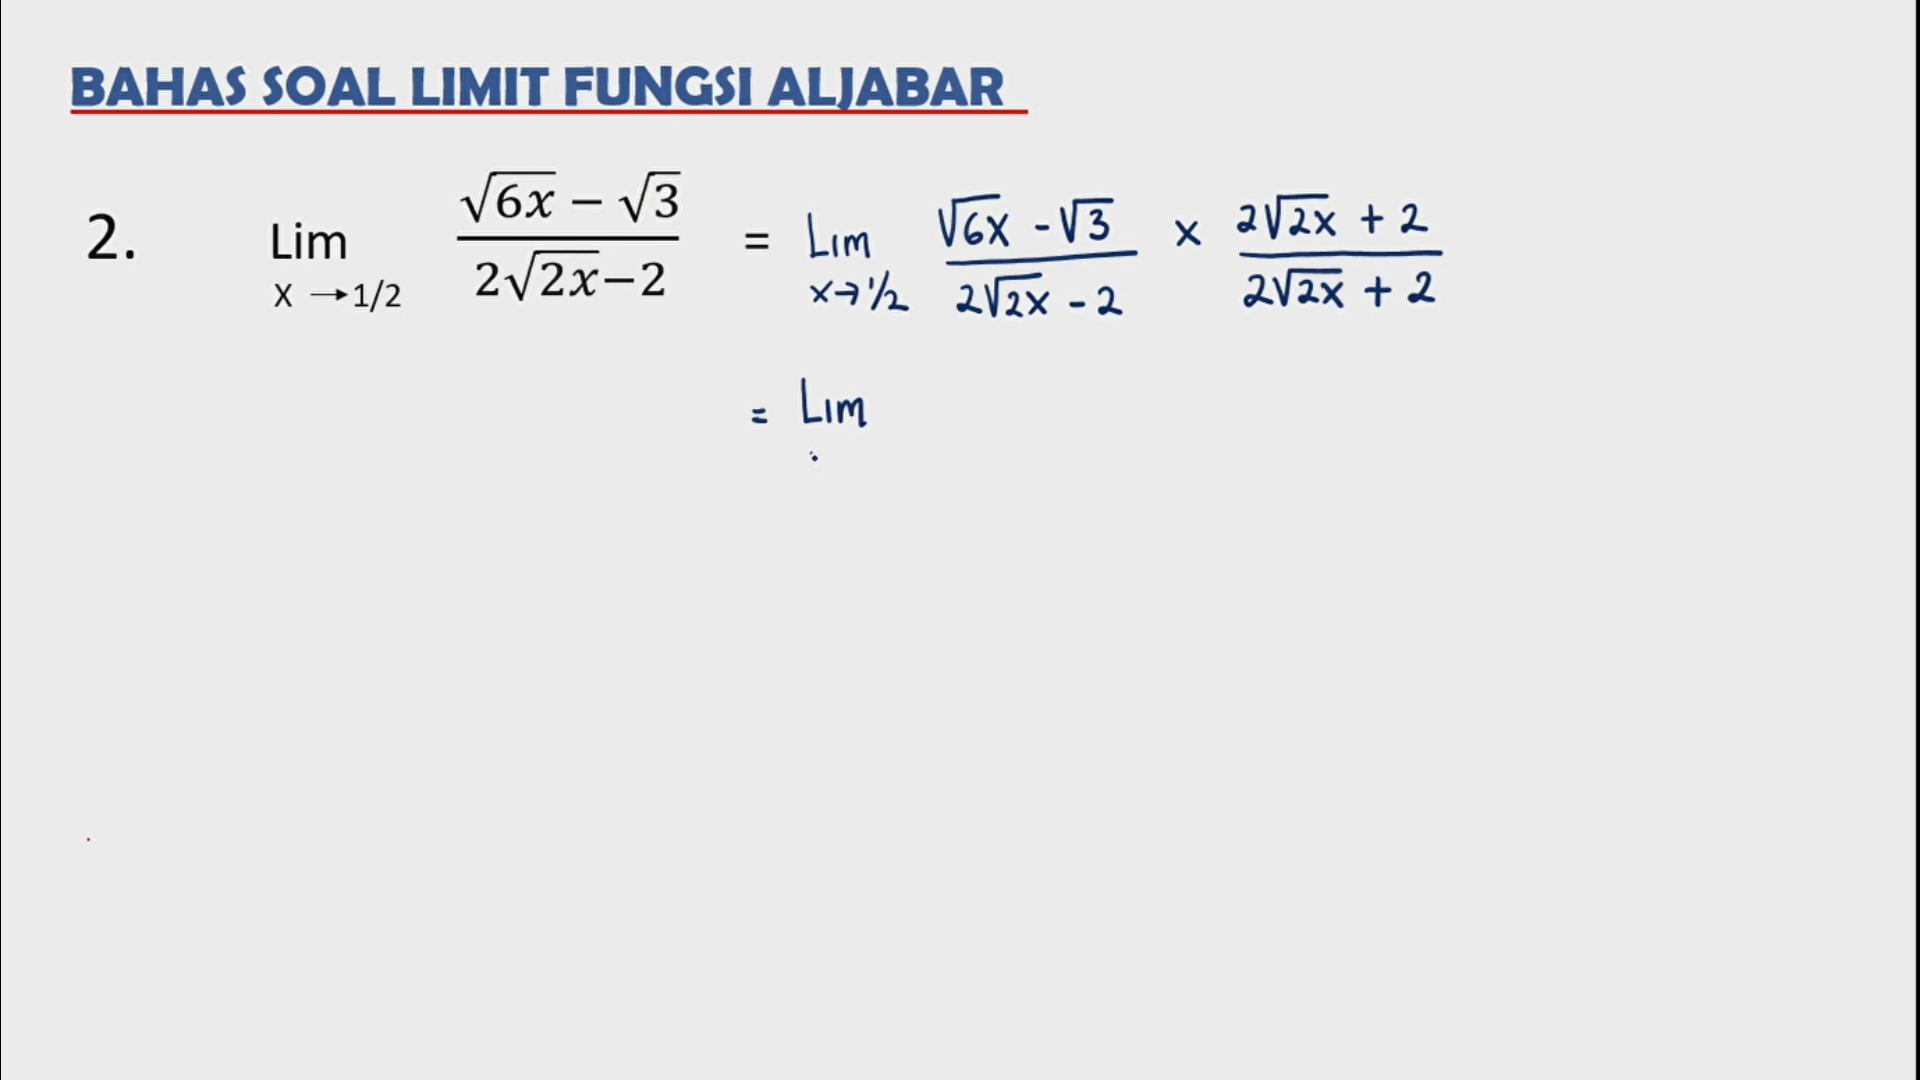 BAHAS SOAL LIMIT FUNGSI ALJABAR
2. Lim x→1/2 (√6x − √3)/(2√2x−2) = Lim x→1/2 (√6x - √3)/(2√2x - 2) x (2√2x + 2)/(2√2x + 2)
= Lim